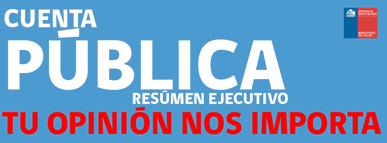 CUENTA
PÚBLICA
RESÚMEN EJECUTIVO
TU OPINIÓN NOS IMPORTA